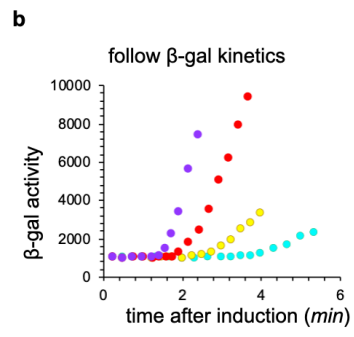 b
follow β-gal kinetics
β-gal activity
10000
8000
6000
4000
2000
0
0 2 4 6
time after induction (min)